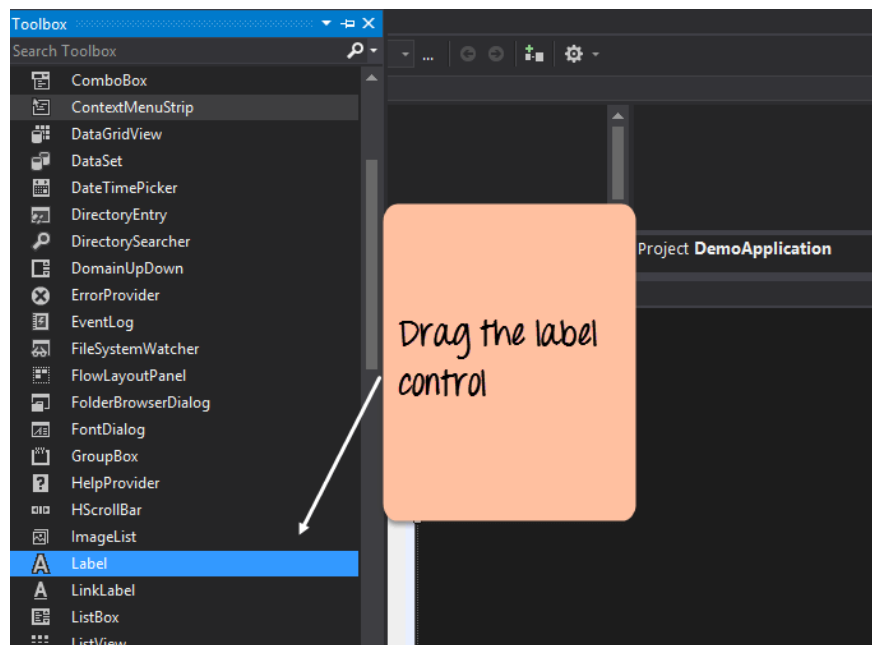 Toolbox
Search Toolbox
...
ComboBox
ContextMenuStrip
DataGridView
DataSet
DateTimePicker
DirectoryEntry
DirectorySearcher
Project DemoApplication
DomainUpDown
ErrorProvider
EventLog
FileSystemWatcher
FlowLayoutPanel
FolderBrowserDialog
FontDialog
GroupBox
HelpProvider
HScrollBar
ImageList
Label
LinkLabel
ListBox
ListView
Drag the label
control